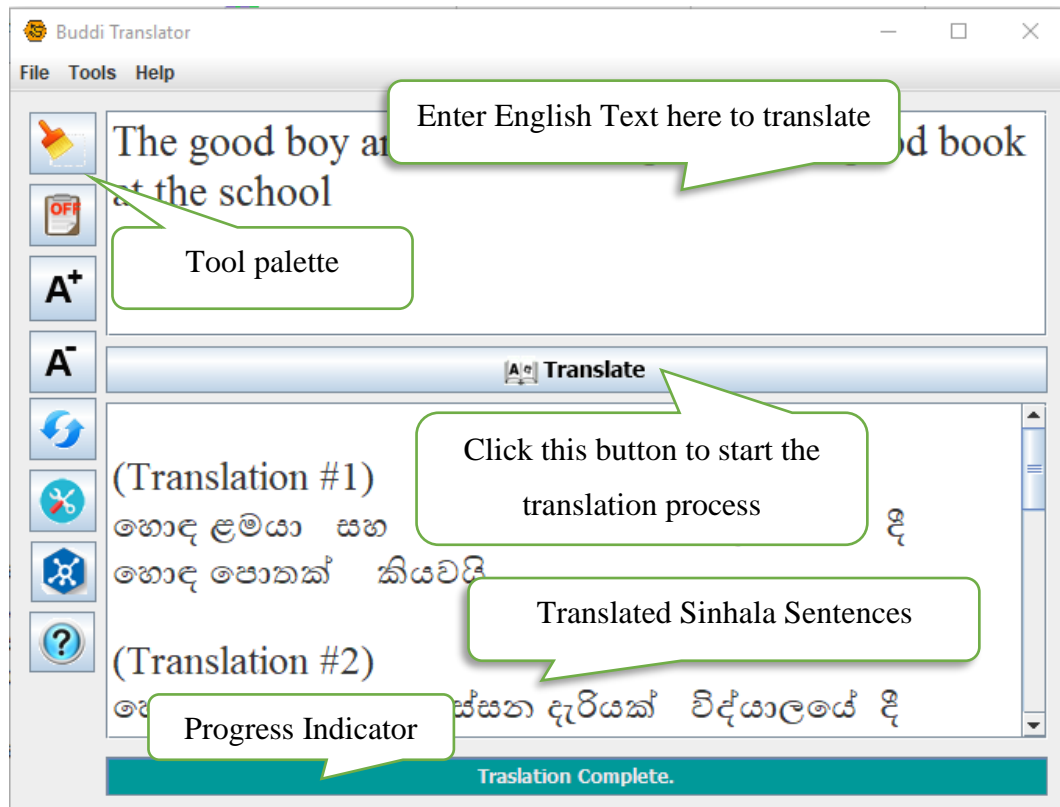 Buddi Translator
File Tools Help
Enter English Text here to translate
The good boy
book
at the school
OFF
Tool palette
A+
A-
Translate
Click this button to start the
translation process
(Translation #1)
හොඳ ළමයා සහ
දී
හොඳ පොතක් කියවයි
Translated Sinhala Sentences
(Translation #2)
දැරියක් විද්යාලයේ දී
Progress Indicator
Traslation Complete.